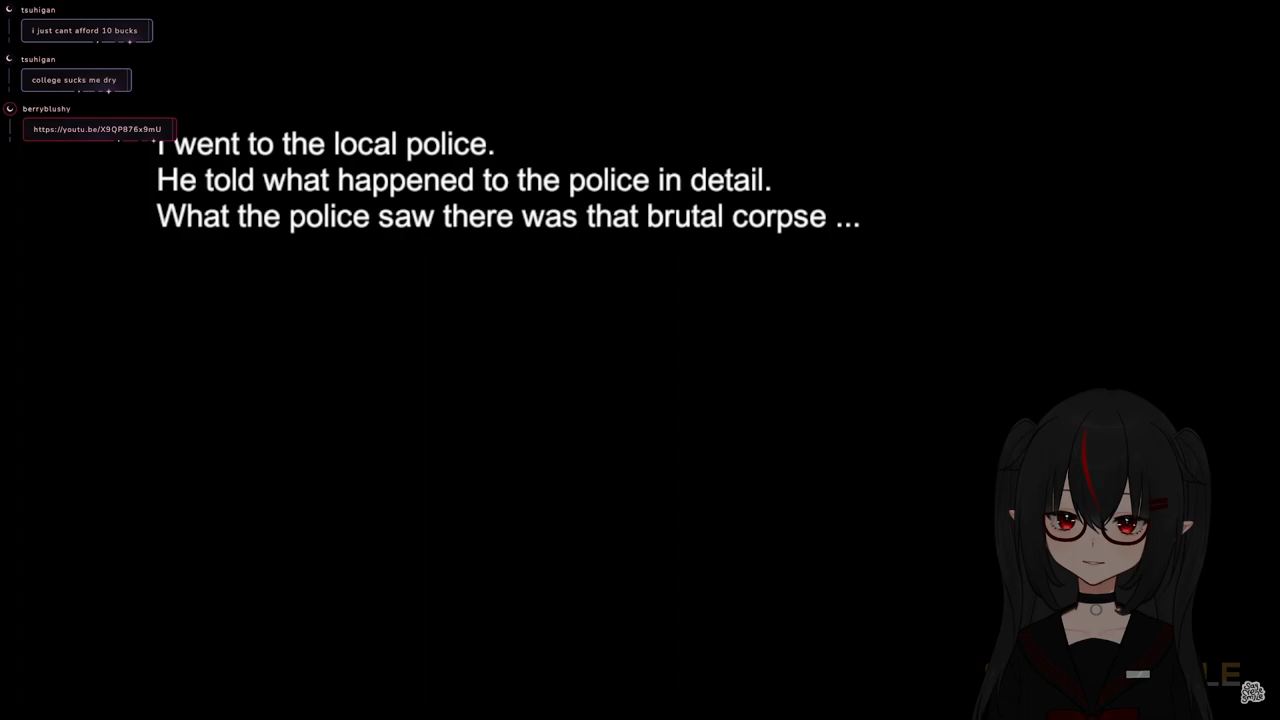 tsuhigan
i just cant afford 10 bucks
tsuhigan
college sucks me dry
berryblushy
https://youtu.be/X9QPB76x9mU
I went to the local police.
He told what happened to the police in detail.
What the police saw there was that brutal corpse ...